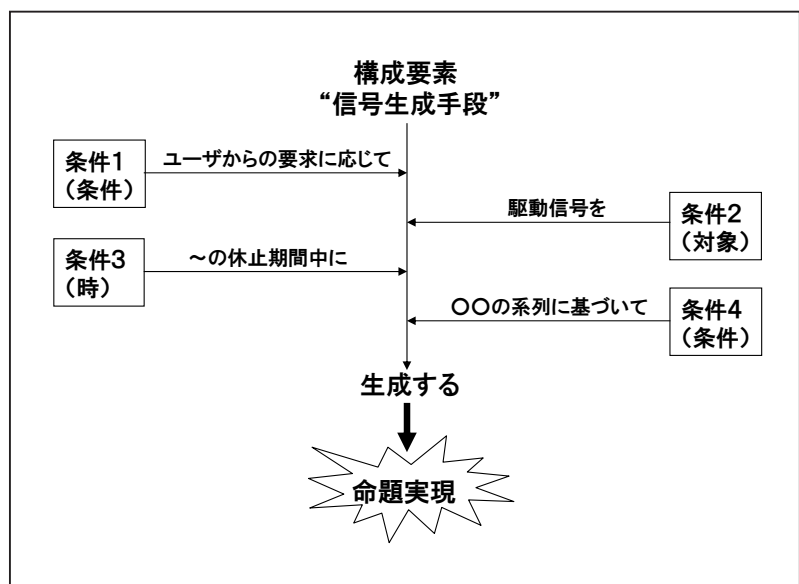 構成要素
“信号生成手段”
条件1
（条件）
ユーザからの要求に応じて
駆動信号を
条件2
（対象）
条件3
（時）
～の休止期間中に
〇〇の系列に基づいて
条件4
（条件）
生成する
命題実現